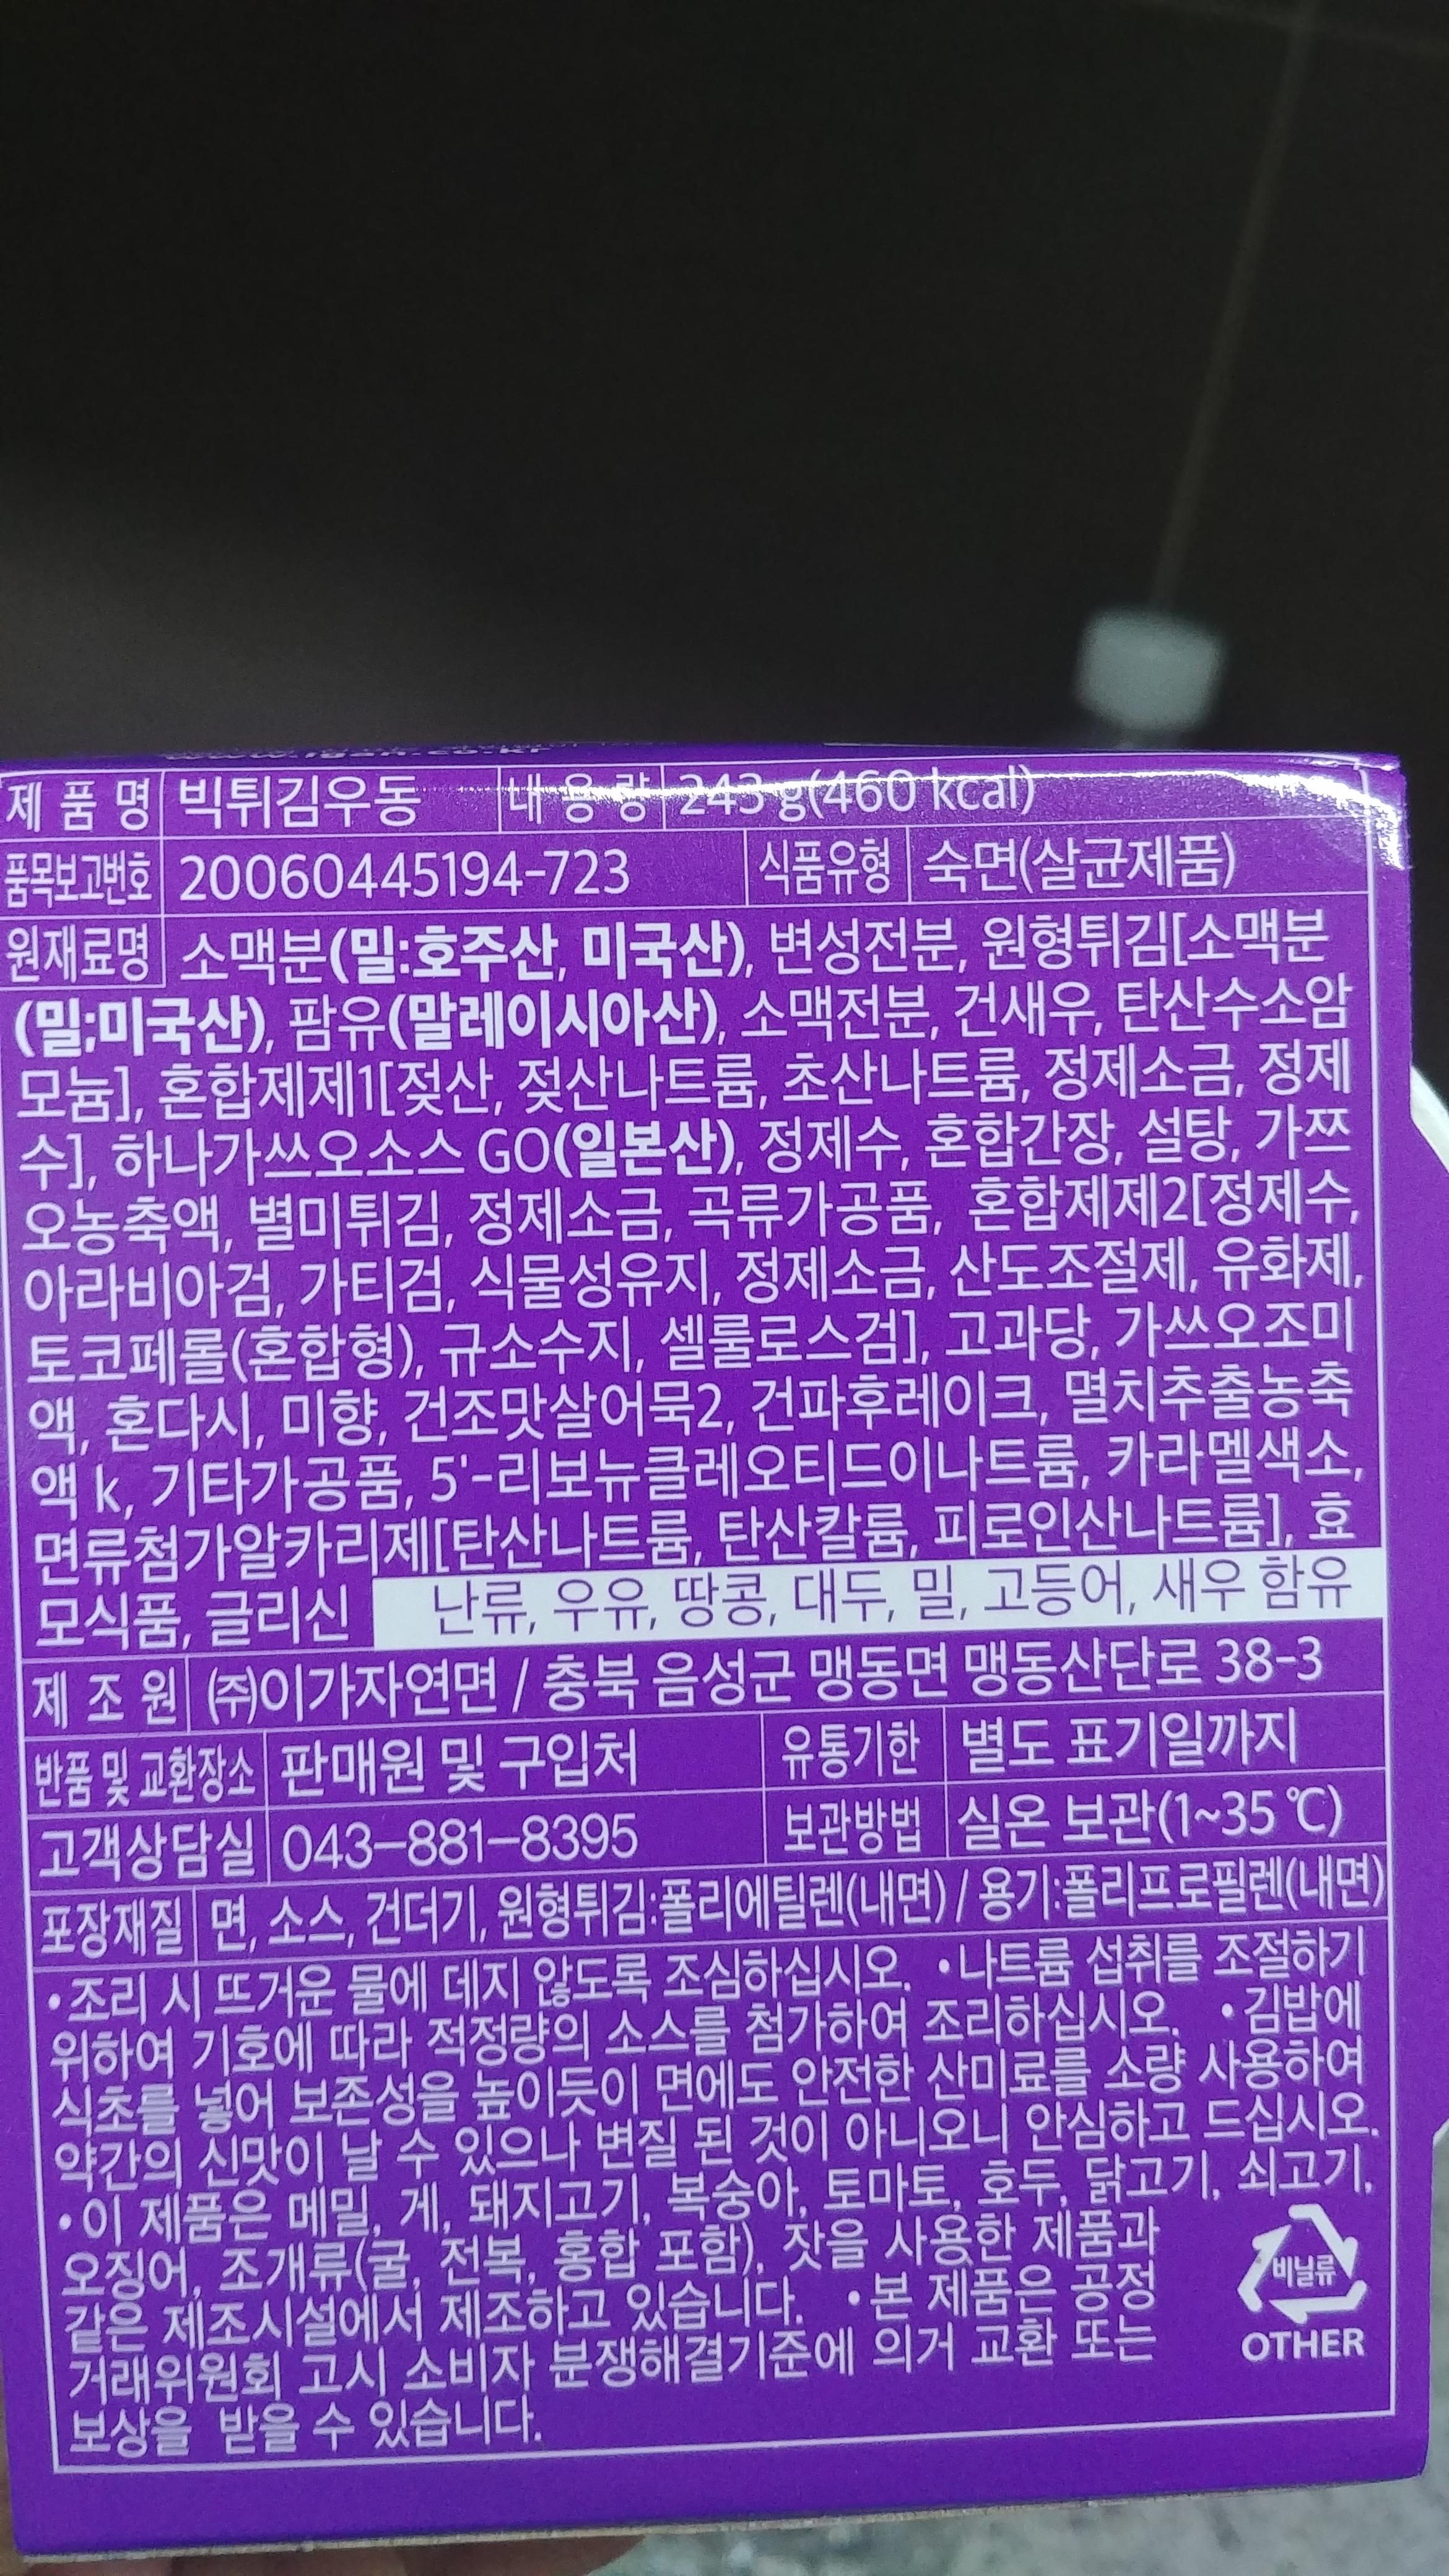 제 품 명 빅튀김우동 내 용 량 243 g(460 kcal)
품목보고번호 20060445194-723 식품유형 숙면(살균제품)
원재료명 소맥분(밀:호주산, 미국산), 변성전분, 원형튀김[소맥분
(밀;미국산), 팜유(말레이시아산), 소맥전분, 건새우, 탄산수소암
모늄], 혼합제제1[젖산, 젖산나트륨, 초산나트륨, 정제소금, 정제
수], 하나가쓰오소스 GO(일본산), 정제수, 혼합간장, 설탕, 가쯔
오농축액, 별미튀김, 정제소금, 곡류가공품, 혼합제제2[정제수,
아라비아검, 가티검, 식물성유지, 정제소금, 산도조절제, 유화제,
토코페롤(혼합형), 규소수지, 셀룰로스검], 고과당, 가쓰오조미
액, 혼다시, 미향, 건조맛살어묵2, 건파후레이크, 멸치추출농축
액 k, 기타가공품, 5'-리보뉴클레오티드이나트륨, 카라멜색소,
면류첨가알카리제[탄산나트륨, 탄산칼륨, 피로인산나트륨], 효
모식품, 글리신 난류, 우유, 땅콩, 대두, 밀, 고등어, 새우 함유
제 조 원 ㈜이가자연면 / 충북 음성군 맹동면 맹동산단로 38-3
반품 및 교환장소 판매원 및 구입처 유통기한 별도 표기일까지
고객상담실 043-881-8395 보관방법 실온 보관(1~35 ℃)
포장재질 면, 소스, 건더기, 원형튀김:폴리에틸렌(내면) / 용기:폴리프로필렌(내면)
•조리 시 뜨거운 물에 데지 않도록 조심하십시오. •나트륨 섭취를 조절하기
위하여 기호에 따라 적정량의 소스를 첨가하여 조리하십시오. •김밥에
식초를 넣어 보존성을 높이듯이 면에도 안전한 산미료를 소량 사용하여
약간의 신맛이 날 수 있으나 변질 된 것이 아니오니 안심하고 드십시오.
•이 제품은 메밀, 게, 돼지고기, 복숭아, 토마토, 호두, 닭고기, 쇠고기,
오징어, 조개류(굴, 전복, 홍합 포함), 잣을 사용한 제품과
같은 제조시설에서 제조하고 있습니다. •본 제품은 공정
거래위원회 고시 소비자 분쟁해결기준에 의거 교환 또는
보상을 받을 수 있습니다.
비닐류
OTHER